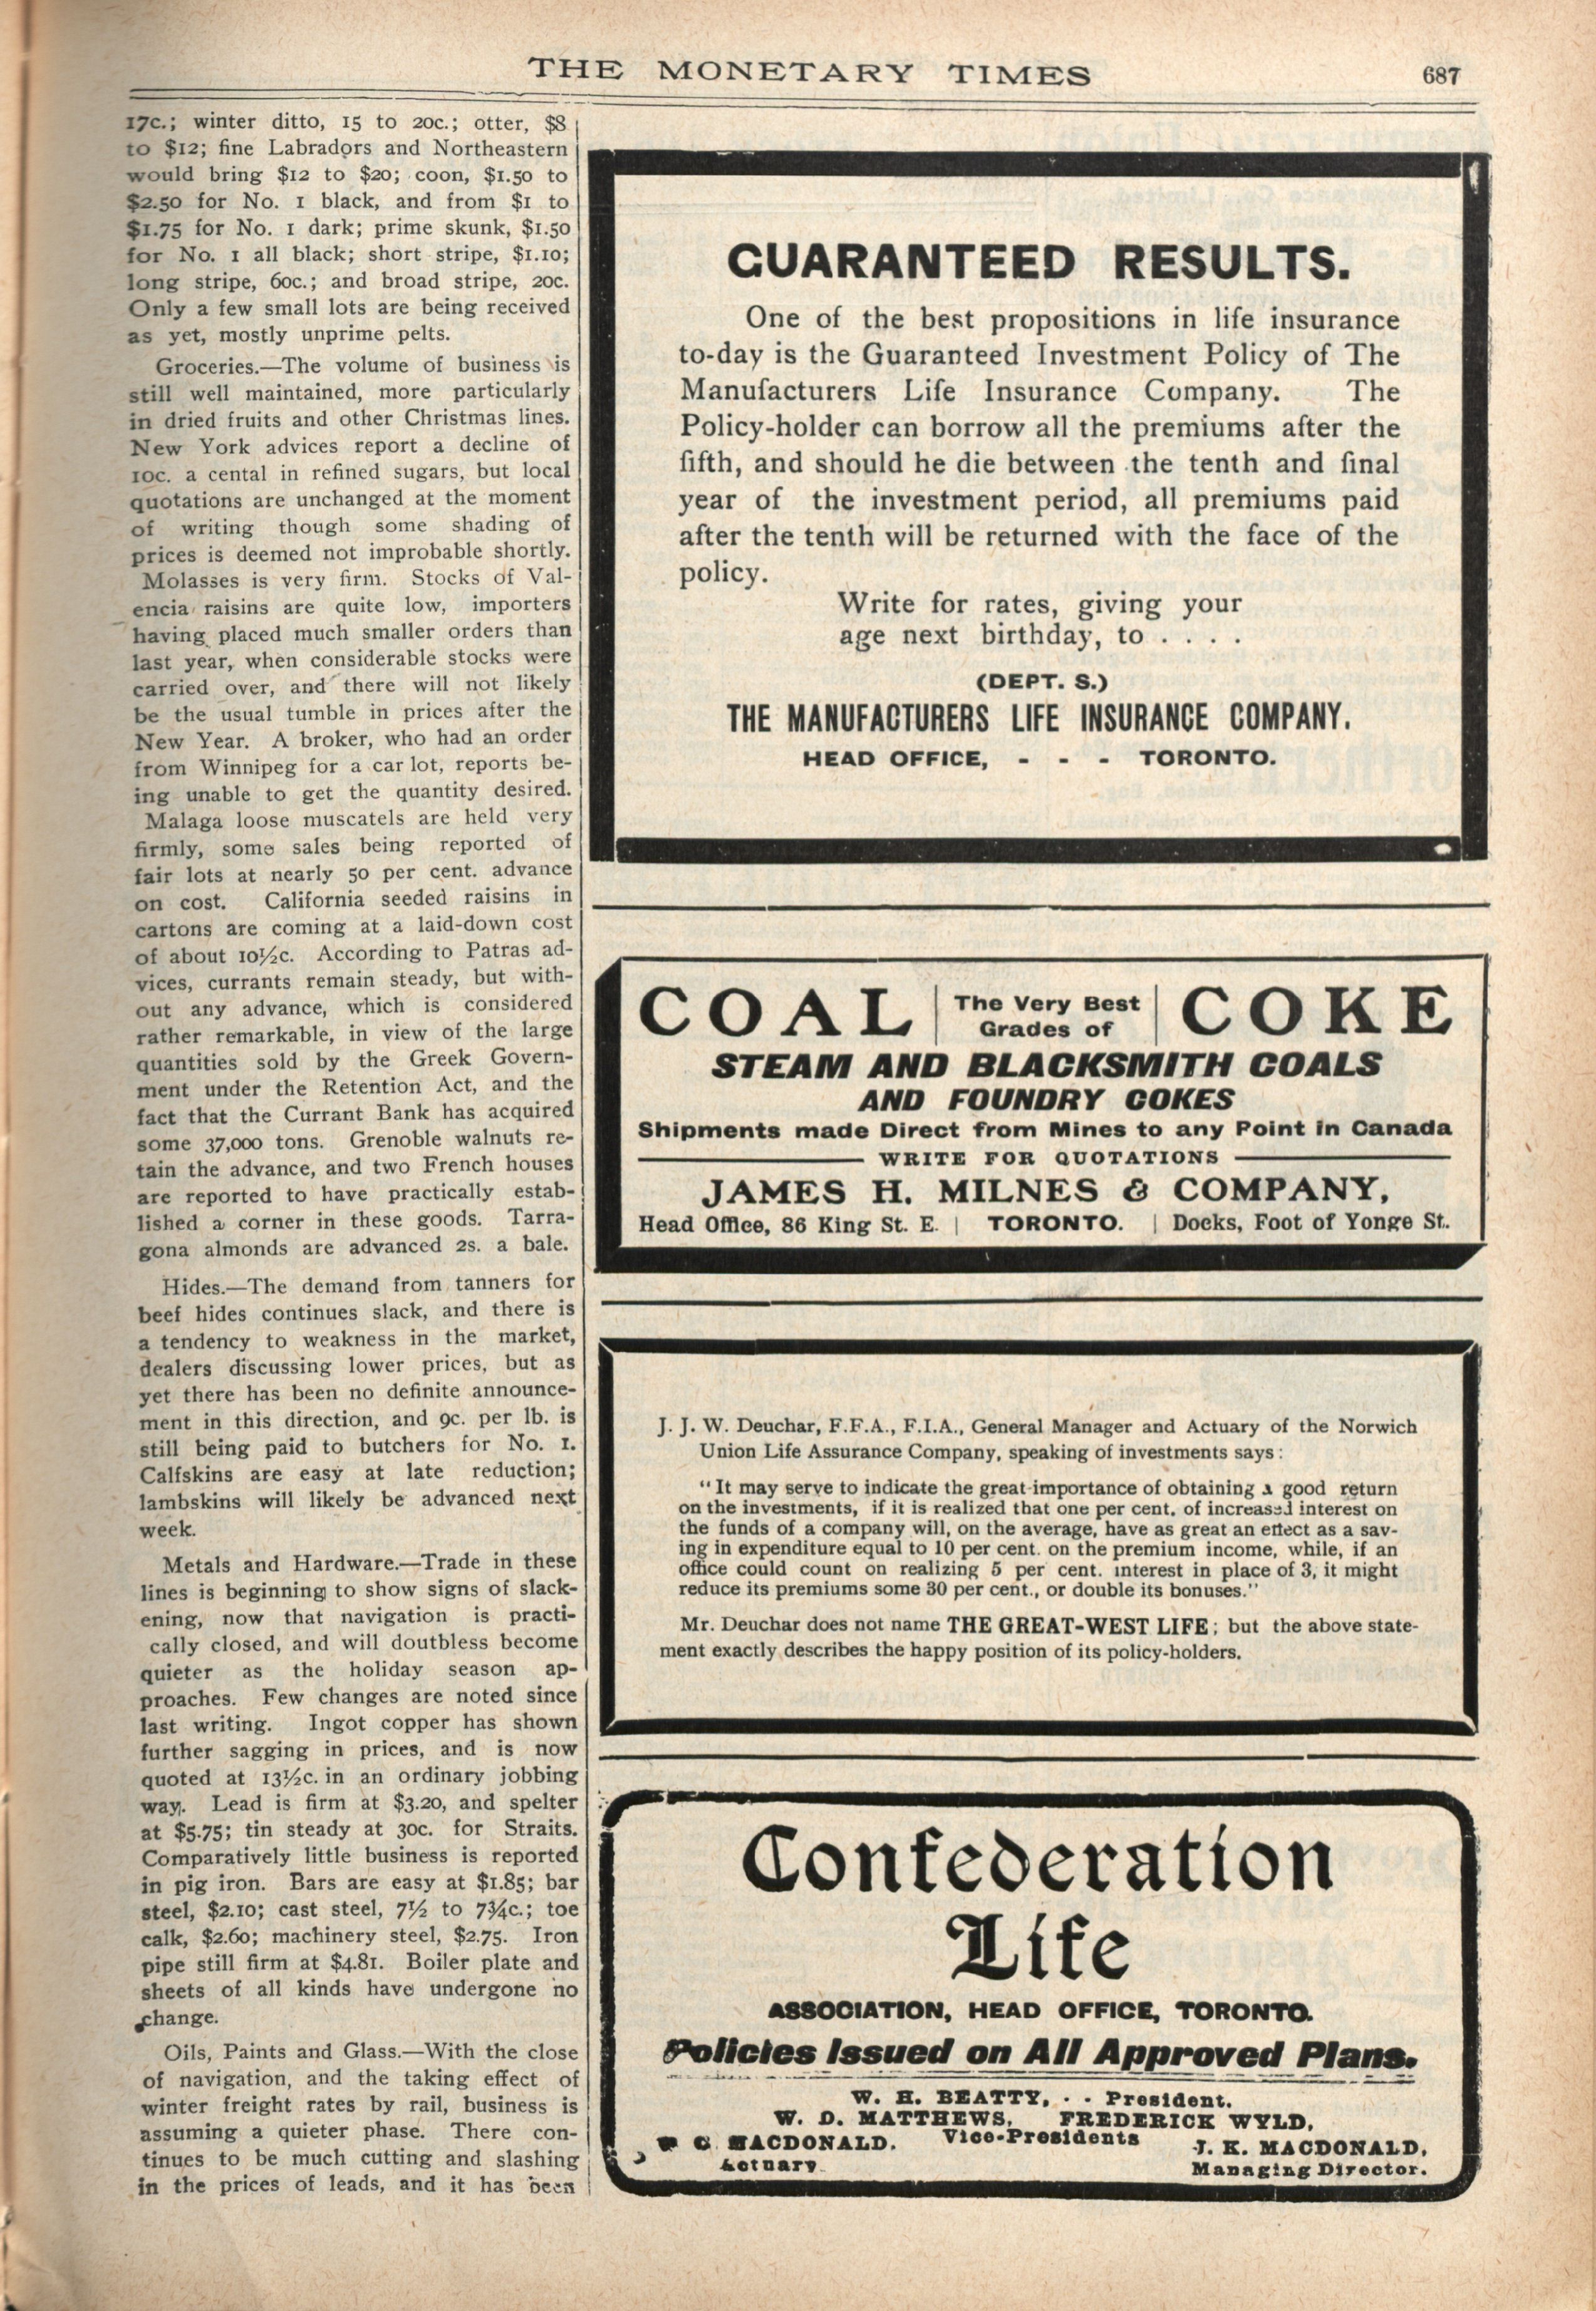 THE MONETARY TIMES 687
17c.; winter ditto, 15 to 20c.; otter, $8
to $12; fine Labradors and Northeastern
would bring $12 to $20; coon, $1.50 to
$2.50 for No. 1 black, and from $1 to
$1.75 for No. 1 dark; prime skunk, $1.50
for No. 1 all black; short stripe, $1.10;
long stripe, 60c.; and broad stripe, 20c.
Only a few small lots are being received
as yet, mostly unprime pelts.
Groceries.—The volume of business is
still well maintained, more particularly
in dried fruits and other Christmas lines.
New York advices report a decline of
10c. a cental in refined sugars, but local
quotations are unchanged at the moment
of writing though some shading of
prices is deemed not improbable shortly.
Molasses is very firm. Stocks of Val-
encia raisins are quite low, importers
having placed much smaller orders than
last year, when considerable stocks were
carried over, and there will not likely
be the usual tumble in prices after the
New Year. A broker, who had an order
from Winnipeg for a car lot, reports be-
ing unable to get the quantity desired.
Malaga loose muscatels are held very
firmly, some sales being reported of
fair lots at nearly 50 per cent. advance
on cost. California seeded raisins in
cartons are coming at a laid-down cost
of about 10½c. According to Patras ad-
vices, currants remain steady, but with-
out any advance, which is considered
rather remarkable, in view of the large
quantities sold by the Greek Govern-
ment under the Retention Act, and the
fact that the Currant Bank has acquired
some 37,000 tons. Grenoble walnuts re-
tain the advance, and two French houses
are reported to have practically estab-
lished a corner in these goods. Tarra-
gona almonds are advanced 2s. a bale.
Hides.—The demand from tanners for
beef hides continues slack, and there is
a tendency to weakness in the market,
dealers discussing lower prices, but as
yet there has been no definite announce-
ment in this direction, and 9c. per lb. is
still being paid to butchers for No. 1.
Calfskins are easy at late reduction;
lambskins will likely be advanced next
week.
Metals and Hardware.—Trade in these
lines is beginning to show signs of slack-
ening, now that navigation is practi-
cally closed, and will doubtless become
quieter as the holiday season ap-
proaches. Few changes are noted since
last writing. Ingot copper has shown
further sagging in prices, and is now
quoted at 13½c. in an ordinary jobbing
way. Lead is firm at $3.20, and spelter
at $5.75; tin steady at 30c. for Straits.
Comparatively little business is reported
in pig iron. Bars are easy at $1.85; bar
steel, $2.10; cast steel, 7½ to 7¾c.; toe
calk, $2.60; machinery steel, $2.75. Iron
pipe still firm at $4.81. Boiler plate and
sheets of all kinds have undergone no
change.
Oils, Paints and Glass.—With the close
of navigation, and the taking effect of
winter freight rates by rail, business is
assuming a quieter phase. There con-
tinues to be much cutting and slashing
in the prices of leads, and it has been
GUARANTEED RESULTS.
One of the best propositions in life insurance
to-day is the Guaranteed Investment Policy of The
Manufacturers Life Insurance Company. The
Policy-holder can borrow all the premiums after the
fifth, and should he die between the tenth and final
year of the investment period, all premiums paid
after the tenth will be returned with the face of the
policy.
Write for rates, giving your
age next birthday, to . . . .
(DEPT. S.)
THE MANUFACTURERS LIFE INSURANCE COMPANY.
HEAD OFFICE, - - - TORONTO.
COAL | The Very Best Grades of | COKE
STEAM AND BLACKSMITH COALS
AND FOUNDRY COKES
Shipments made Direct from Mines to any Point in Canada
WRITE FOR QUOTATIONS
JAMES H. MILNES & COMPANY,
Head Office, 86 King St. E. | TORONTO. | Docks, Foot of Yonge St.
J. J. W. Deuchar, F.F.A., F.I.A., General Manager and Actuary of the Norwich
Union Life Assurance Company, speaking of investments says:
"It may serve to indicate the great importance of obtaining a good return
on the investments, if it is realized that one per cent. of increased interest on
the funds of a company will, on the average, have as great an effect as a sav-
ing in expenditure equal to 10 per cent. on the premium income, while, if an
office could count on realizing 5 per cent. interest in place of 3, it might
reduce its premiums some 30 per cent., or double its bonuses."
Mr. Deuchar does not name THE GREAT-WEST LIFE; but the above state-
ment exactly describes the happy position of its policy-holders.
Confederation
Life
ASSOCIATION, HEAD OFFICE, TORONTO.
Policies Issued on All Approved Plans.
W. H. BEATTY, - - President.
W. D. MATTHEWS, FREDERICK WYLD,
Vice-Presidents
C. MACDONALD, J. K. MACDONALD,
Actuary. Managing Director.